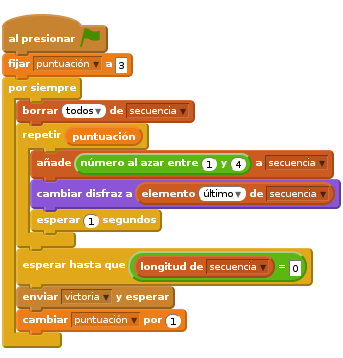 al presionar
fijar puntuación a 3
por siempre
borrar todos de secuencia
repetir puntuación
añade número al azar entre 1 y 4 a secuencia
cambiar disfraz a elemento último de secuencia
esperar 1 segundos
esperar hasta que longitud de secuencia = 0
enviar victoria y esperar
cambiar puntuación por 1